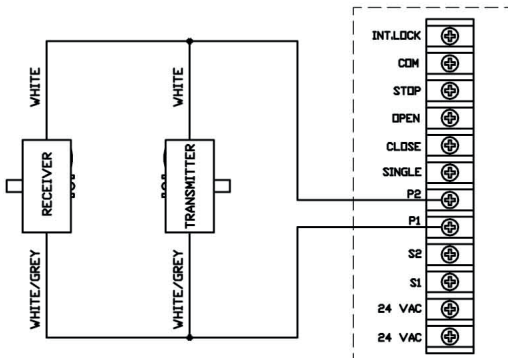 WHITE
WHITE
RECEIVER
TRANSMITTER
WHITE/GREY
WHITE/GREY
INT.LOCK
COM
STOP
OPEN
CLOSE
SINGLE
P2
P1
S2
S1
24 VAC
24 VAC